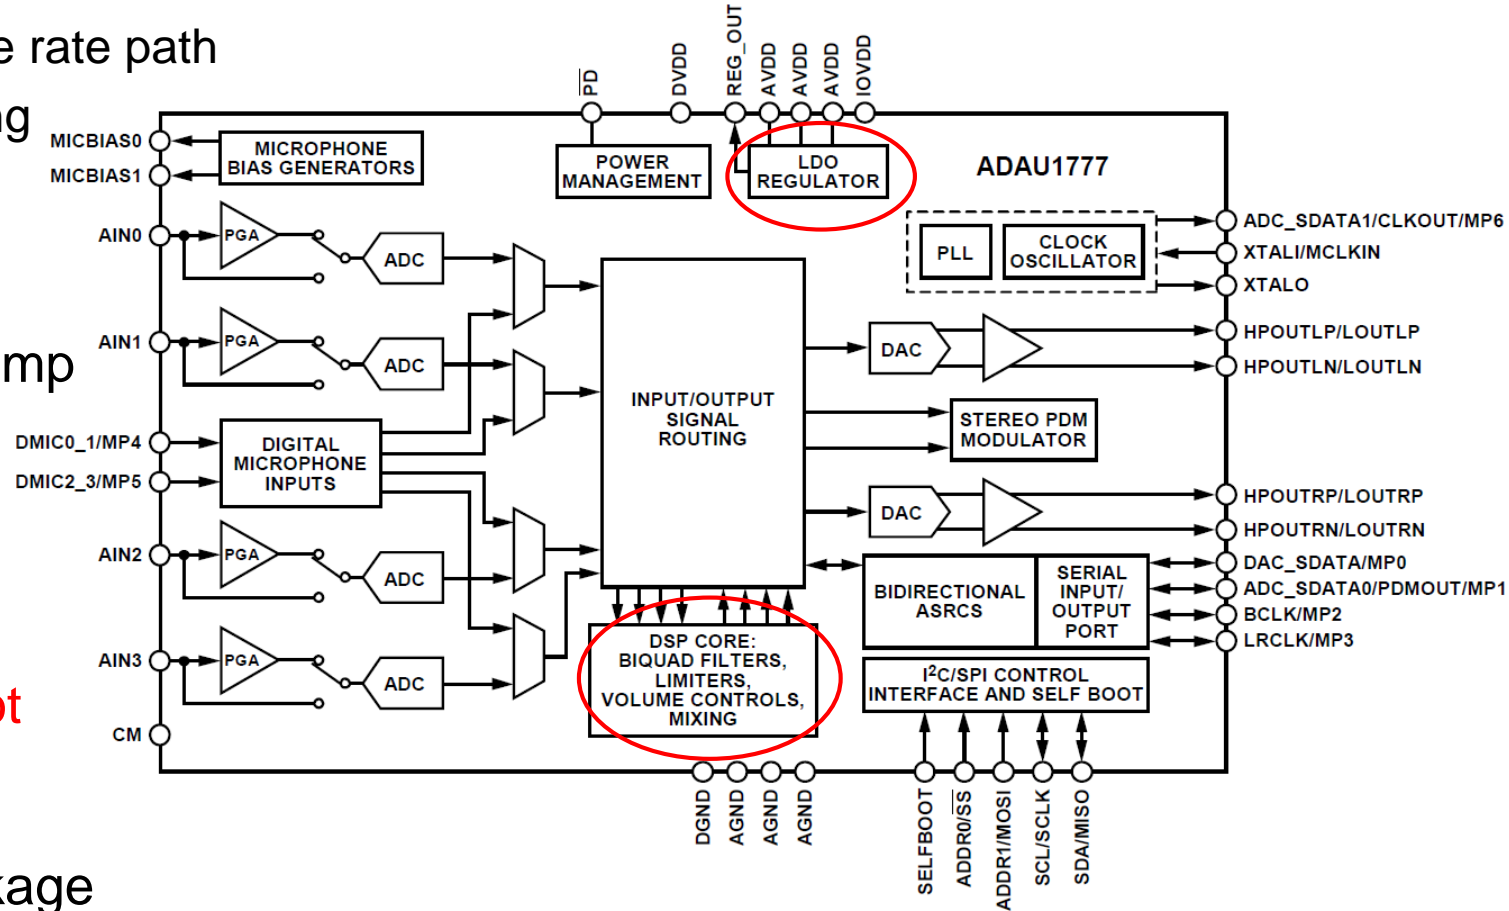 e rate path
ng
mp
ot
kage
PD
DVDD
REG_OUT
AVDD
AVDD
AVDD
IOVDD
MICBIAS0
MICBIAS1
MICROPHONE
BIAS GENERATORS
POWER
MANAGEMENT
LDO
REGULATOR
ADAU1777
AIN0
PGA
ADC
PLL
CLOCK
OSCILLATOR
ADC_SDATA1/CLKOUT/MP6
XTALI/MCLKIN
XTALO
AIN1
PGA
ADC
DAC
HPOUTLP/LOUTLP
HPOUTLN/LOUTLN
INPUT/OUTPUT
SIGNAL
ROUTING
STEREO PDM
MODULATOR
DMIC0_1/MP4
DMIC2_3/MP5
DIGITAL
MICROPHONE
INPUTS
DAC
HPOUTRP/LOUTRP
HPOUTRN/LOUTRN
AIN2
PGA
ADC
BIDIRECTIONAL
ASRCS
SERIAL
INPUT/
OUTPUT
PORT
DAC_SDATA/MP0
ADC_SDATA0/PDMOUT/MP1
BCLK/MP2
LRCLK/MP3
AIN3
PGA
ADC
DSP CORE:
BIQUAD FILTERS,
LIMITERS,
VOLUME CONTROLS,
MIXING
I2C/SPI CONTROL
INTERFACE AND SELF BOOT
CM
DGND
AGND
AGND
AGND
SELFBOOT
ADDR0/SS
ADDR1/MOSI
SCL/SCLK
SDA/MISO